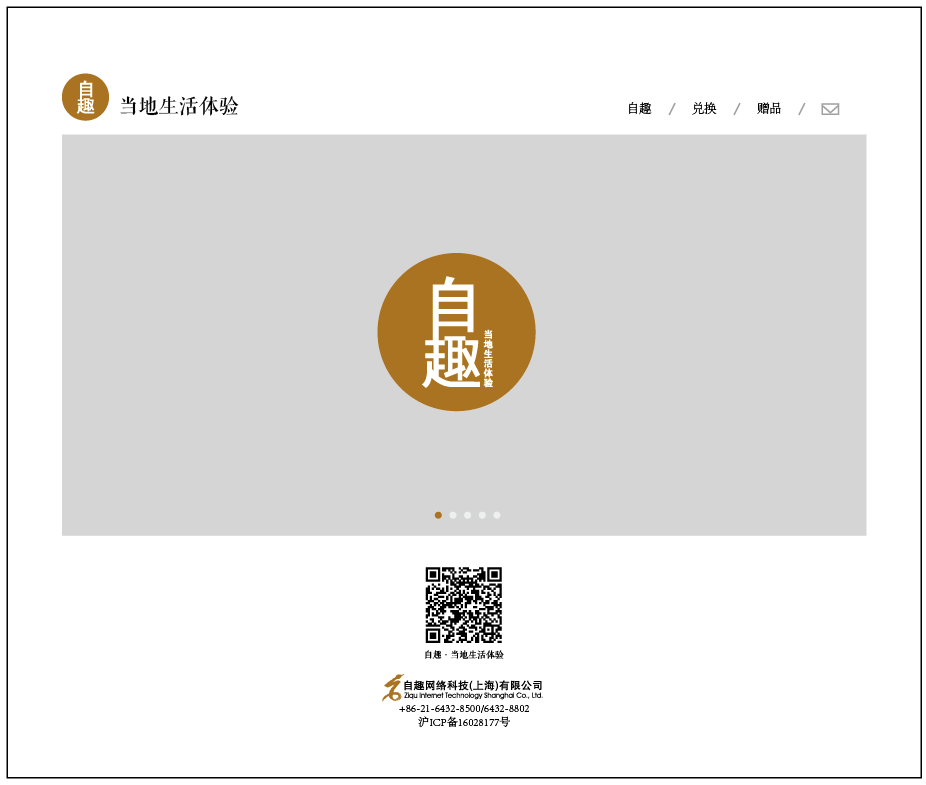 自趣
当地生活体验
自趣 / 兑换 / 赠品 /
自趣
当地生活体验
自趣 · 当地生活体验
自趣网络科技(上海)有限公司
Ziqu Internet Technology Shanghai Co., Ltd.
+86-21-6432-8500/6432-8802
沪ICP备16028177号